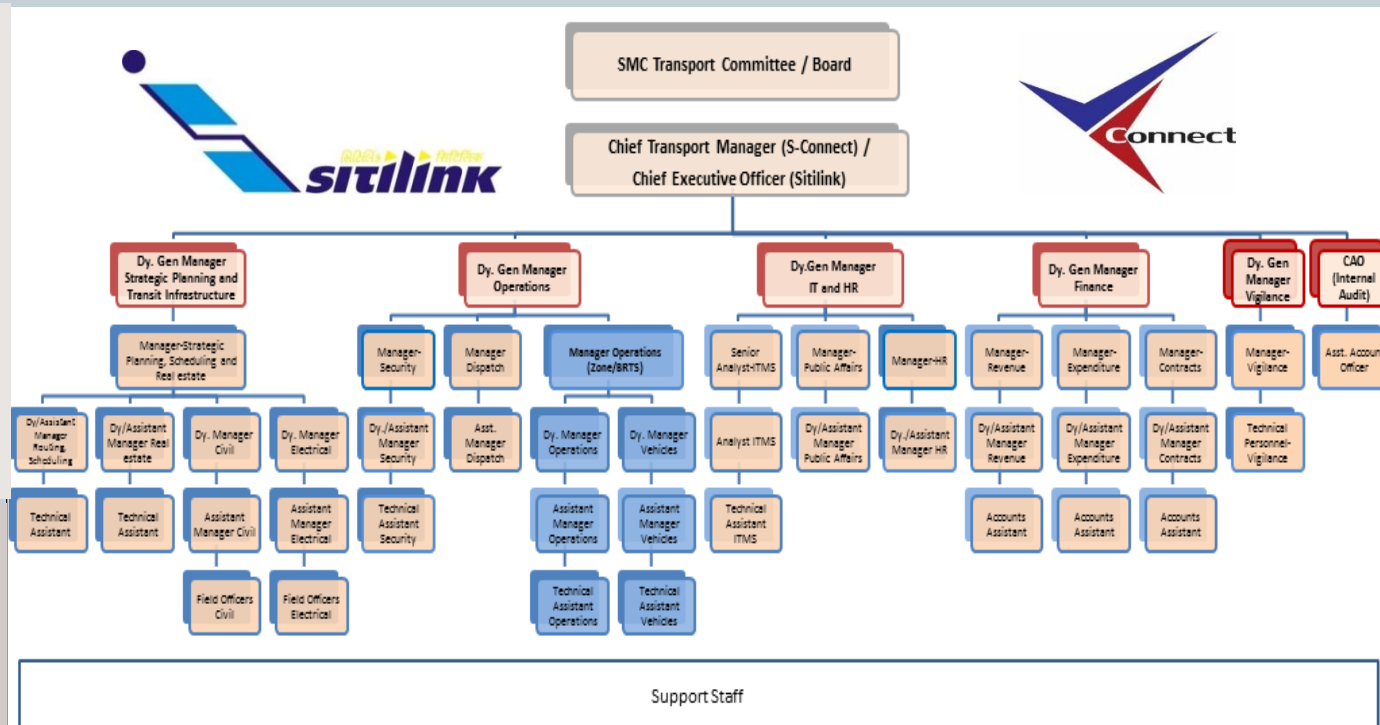 SMC Transport Committee / Board
Chief Transport Manager (S-Connect) /
Chief Executive Officer (Sitilink)
sitilink
Connect
Dy. Gen Manager
Strategic Planning and
Transit Infrastructure
Dy. Gen Manager
Operations
Dy.Gen Manager
IT and HR
Dy. Gen Manager
Finance
Dy. Gen
Manager
Vigilance
CAO
(Internal
Audit)
Manager-Strategic
Planning, Scheduling and
Real estate
Manager-
Security
Manager
Dispatch
Manager Operations
(Zone/BRTS)
Senior
Analyst-ITMS
Manager-
Public Affairs
Manager-HR
Manager-
Revenue
Manager-
Expenditure
Manager-
Contracts
Manager-
Vigilance
Asst. Accoun
Officer
Dy/Assistant
Manager
Routing,
Scheduling
Dy/Assistant
Manager Real
estate
Dy. Manager
Civil
Dy. Manager
Electrical
Dy./Assistant
Manager
Security
Asst.
Manager
Dispatch
Dy. Manager
Operations
Dy. Manager
Vehicles
Analyst ITMS
Dy/Assistant
Manager
Public Affairs
Dy./Assistant
Manager HR
Dy/Assistant
Manager
Revenue
Dy/Assistant
Manager
Expenditure
Dy/Assistant
Manager
Contracts
Technical
Personnel-
Vigilance
Technical
Assistant
Technical
Assistant
Assistant
Manager Civil
Assistant
Manager
Electrical
Technical
Assistant
Security
Assistant
Manager
Operations
Assistant
Manager
Vehicles
Technical
Assistant
ITMS
Accounts
Assistant
Accounts
Assistant
Accounts
Assistant
Field Officers
Civil
Field Officers
Electrical
Technical
Assistant
Operations
Technical
Assistant
Vehicles
Support Staff